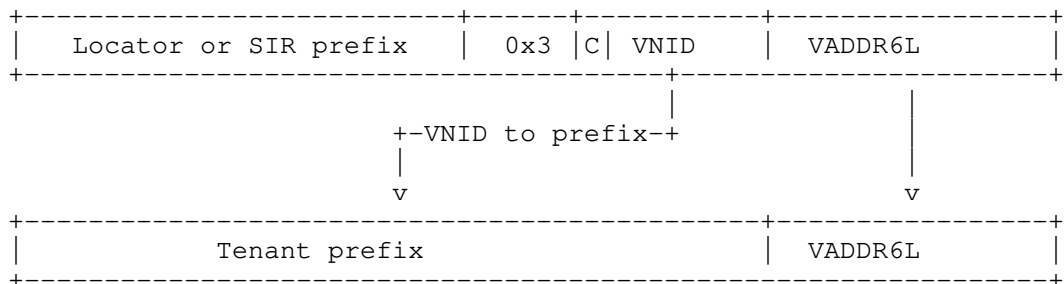 Locator or SIR prefix | 0x3 |C| VNID | VADDR6L
VNID to prefix
v v
Tenant prefix | VADDR6L